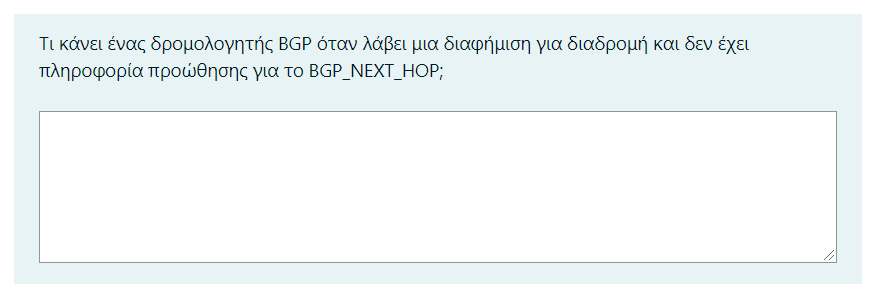 Τι κάνει ένας δρομολογητής BGP όταν λάβει μια διαφήμιση για διαδρομή και δεν έχει
πληροφορία προώθησης για το BGP_NEXT_HOP;